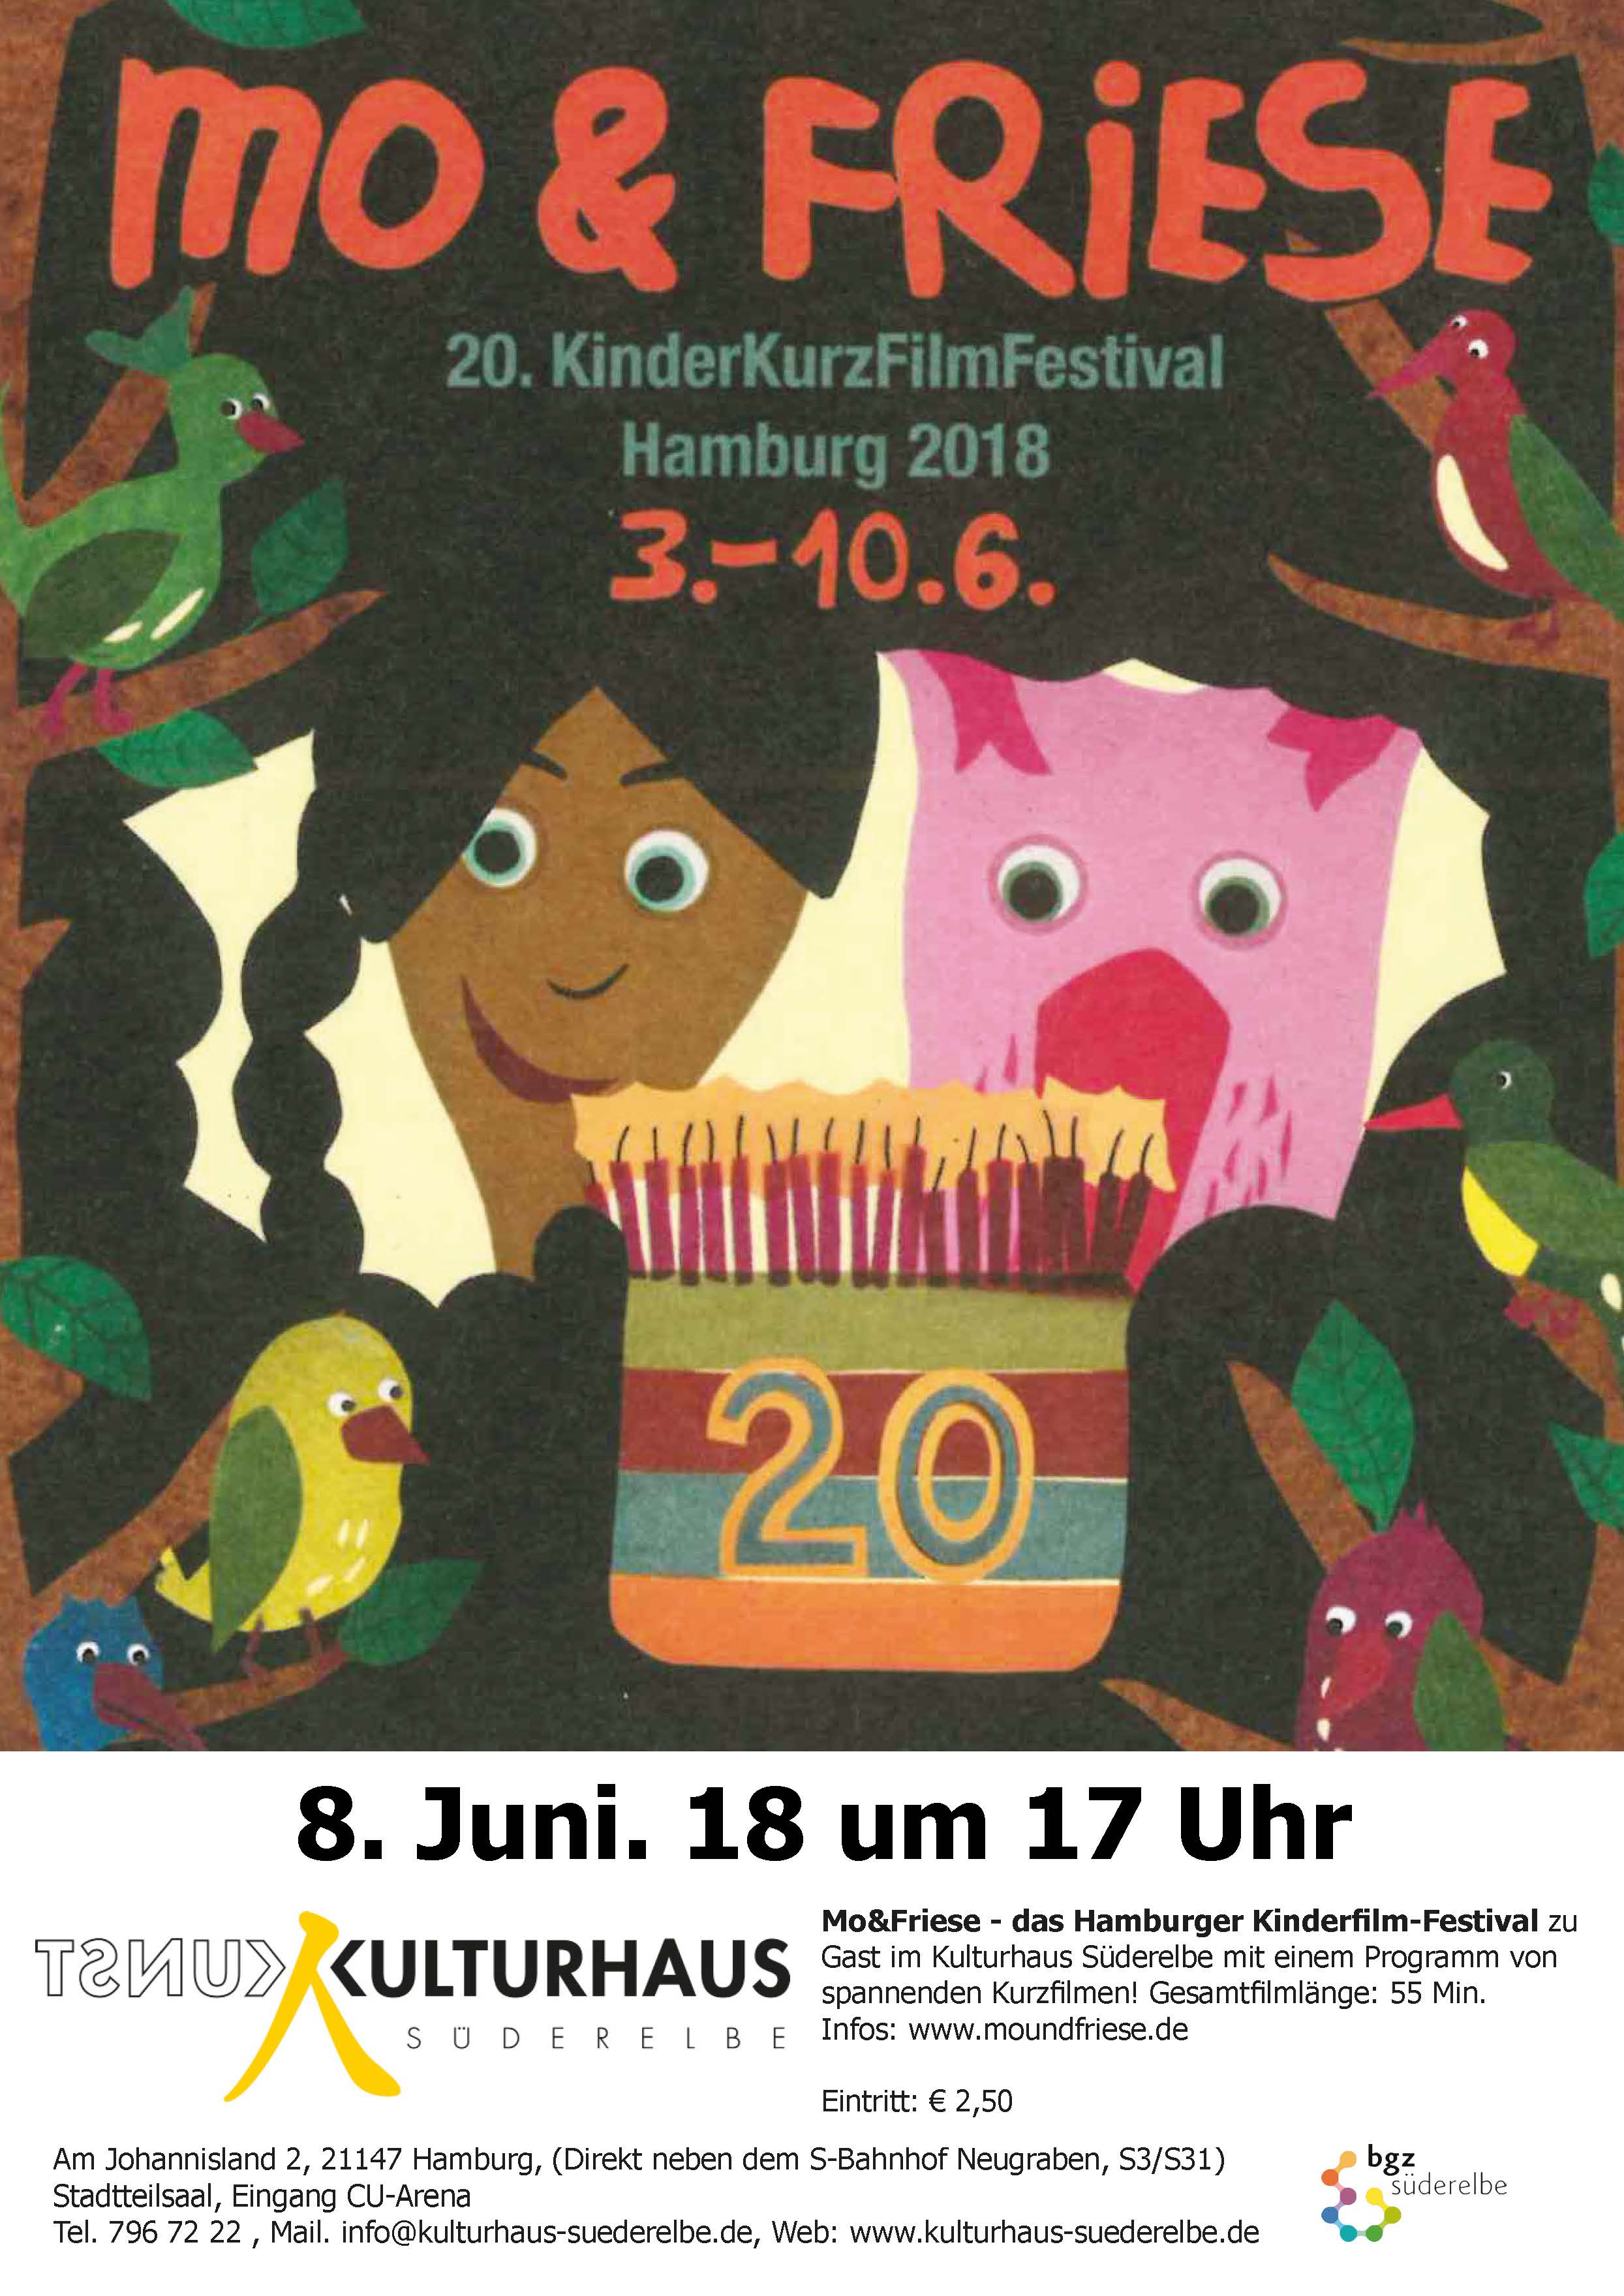 MO & FRiESE
20. KinderKurzFilmFestival
Hamburg 2018
3.-10.6.
20
8. Juni. 18 um 17 Uhr
KUNST KULTURHAUS
SÜDERELBE
Mo&Friese - das Hamburger Kinderfilm-Festival zu
Gast im Kulturhaus Süderelbe mit einem Programm von
spannenden Kurzfilmen! Gesamtfilmlänge: 55 Min.
Infos: www.moundfriese.de
Eintritt: € 2,50
Am Johannisland 2, 21147 Hamburg, (Direkt neben dem S-Bahnhof Neugraben, S3/S31)
Stadtteilsaal, Eingang CU-Arena
Tel. 796 72 22 , Mail. info@kulturhaus-suederelbe.de, Web: www.kulturhaus-suederelbe.de
bgz
süderelbe